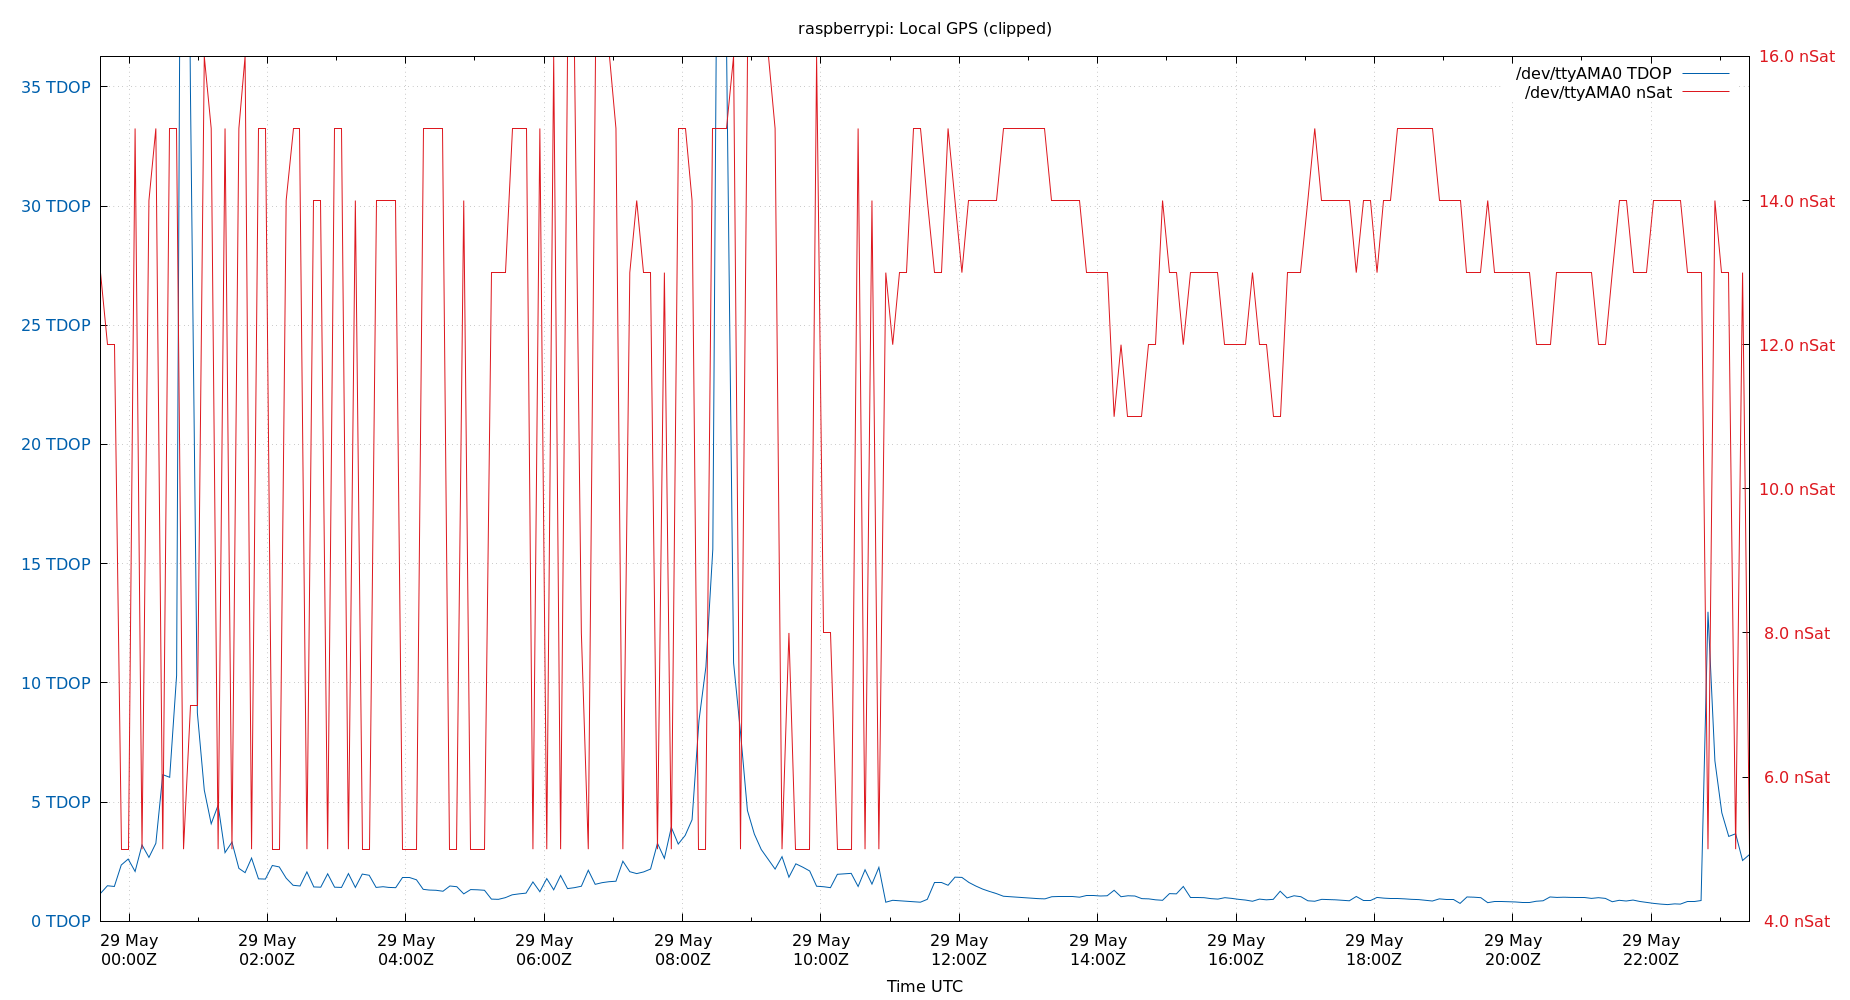 raspberrypi: Local GPS (clipped)
/dev/ttyAMA0 TDOP
/dev/ttyAMA0 nSat
35 TDOP
30 TDOP
25 TDOP
20 TDOP
15 TDOP
10 TDOP
5 TDOP
0 TDOP
16.0 nSat
14.0 nSat
12.0 nSat
10.0 nSat
8.0 nSat
6.0 nSat
4.0 nSat
29 May
00:00Z
29 May
02:00Z
29 May
04:00Z
29 May
06:00Z
29 May
08:00Z
29 May
10:00Z
29 May
12:00Z
29 May
14:00Z
29 May
16:00Z
29 May
18:00Z
29 May
20:00Z
29 May
22:00Z
Time UTC